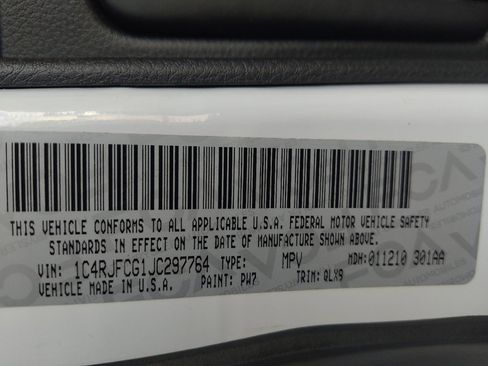 THIS VEHICLE CONFORMS TO ALL APPLICABLE U.S.A. FEDERAL MOTOR VEHICLE SAFETY
STANDARDS IN EFFECT ON THE DATE OF MANUFACTURE SHOWN ABOVE.
VIN: 1C4RJFCG1JC297764 TYPE: MPV MDH: 011210 301AA
VEHICLE MADE IN U.S.A. PAINT: PW7 TRIM: QLX9